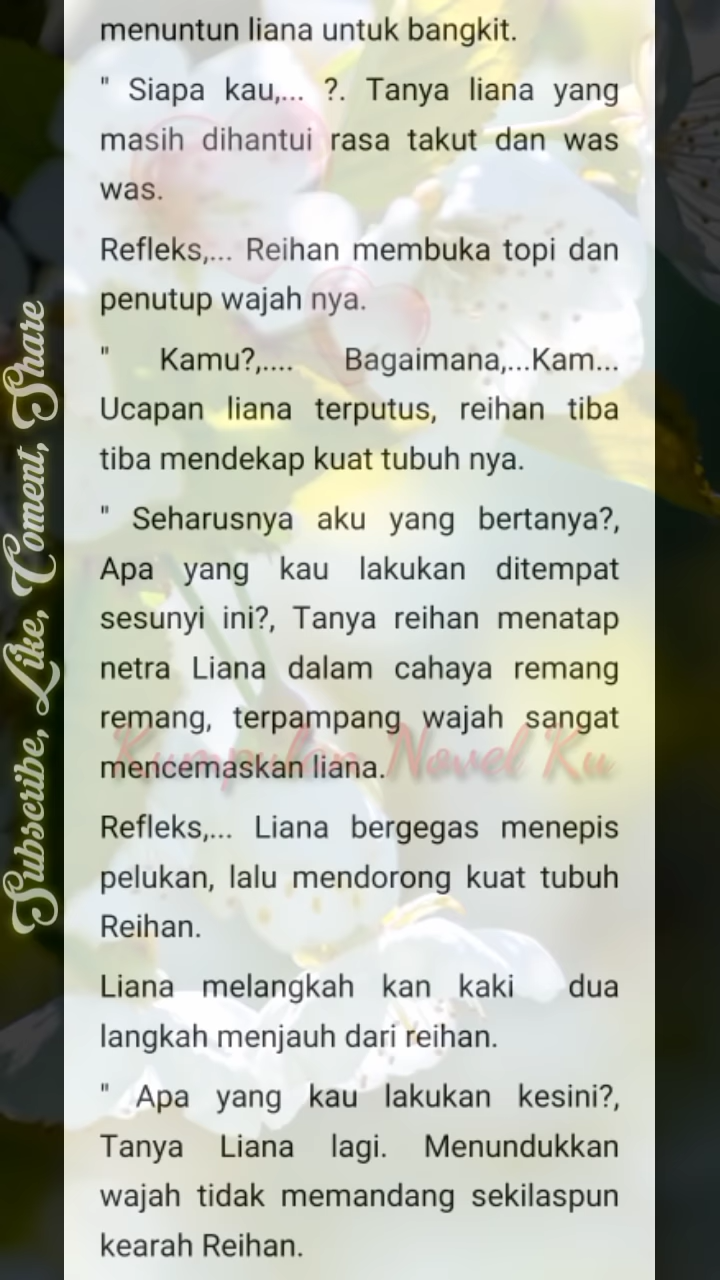 menuntun liana untuk bangkit.
" Siapa kau,... ?. Tanya liana yang
masih dihantui rasa takut dan was
was.
Refleks,... Reihan membuka topi dan
penutup wajah nya.
" Kamu?,.... Bagaimana,...Kam...
Ucapan liana terputus, reihan tiba
tiba mendekap kuat tubuh nya.
" Seharusnya aku yang bertanya?,
Apa yang kau lakukan ditempat
sesunyi ini?, Tanya reihan menatap
netra Liana dalam cahaya remang
remang, terpampang wajah sangat
mencemaskan liana.
Refleks,... Liana bergegas menepis
pelukan, lalu mendorong kuat tubuh
Reihan.
Liana melangkah kan kaki dua
langkah menjauh dari reihan.
" Apa yang kau lakukan kesini?,
Tanya Liana lagi. Menundukkan
wajah tidak memandang sekilaspun
kearah Reihan.
Subscribe, Like, Coment, Share
Kumpulan Novel Ku